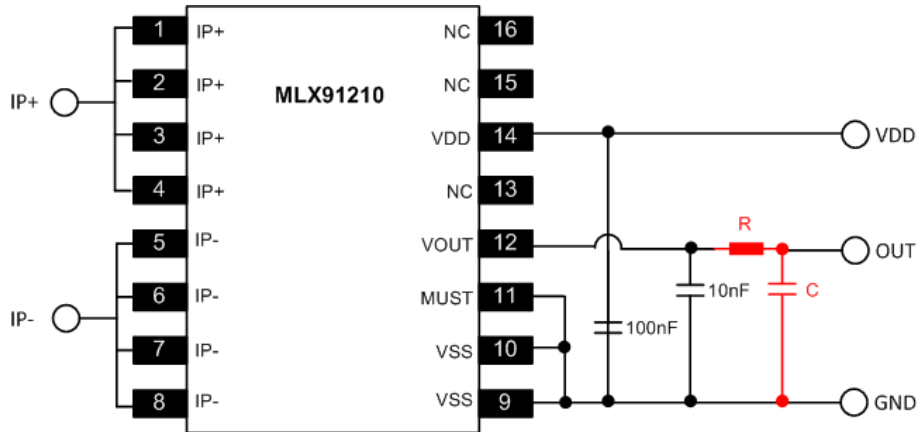 1 IP+ NC 16
2 IP+ NC 15
MLX91210
IP+
3 IP+ VDD 14 VDD
4 IP+ NC 13
R
5 IP- VOUT 12 OUT
6 IP- MUST 11 10nF C
IP-
100nF
7 IP- VSS 10
8 IP- VSS 9 GND